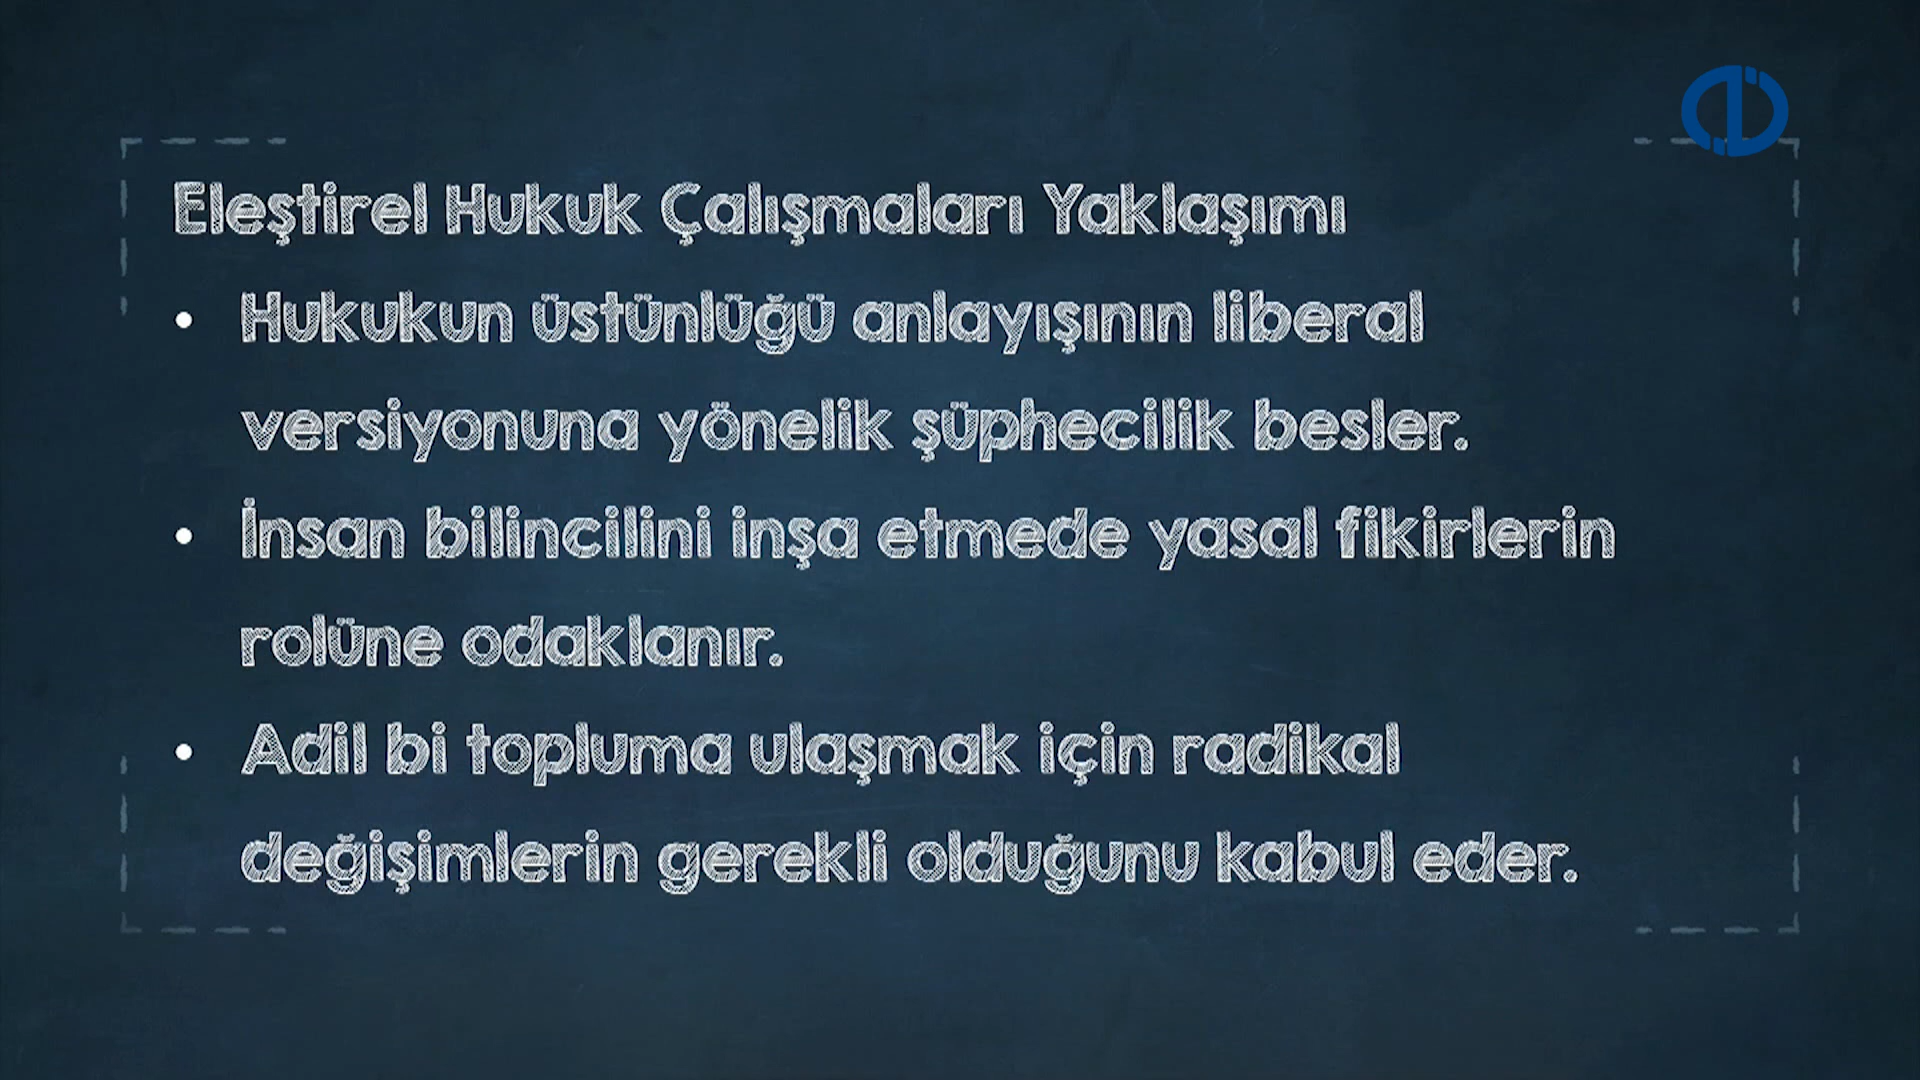 Eleştirel Hukuk Çalışmaları Yaklaşımı
• Hukukun üstünlüğü anlayışının liberal
versiyonuna yönelik şüphecilik besler.
• İnsan bilincilini inşa etmede yasal fikirlerin
rolüne odaklanır.
• Adil bi topluma ulaşmak için radikal
değişimlerin gerekli olduğunu kabul eder.